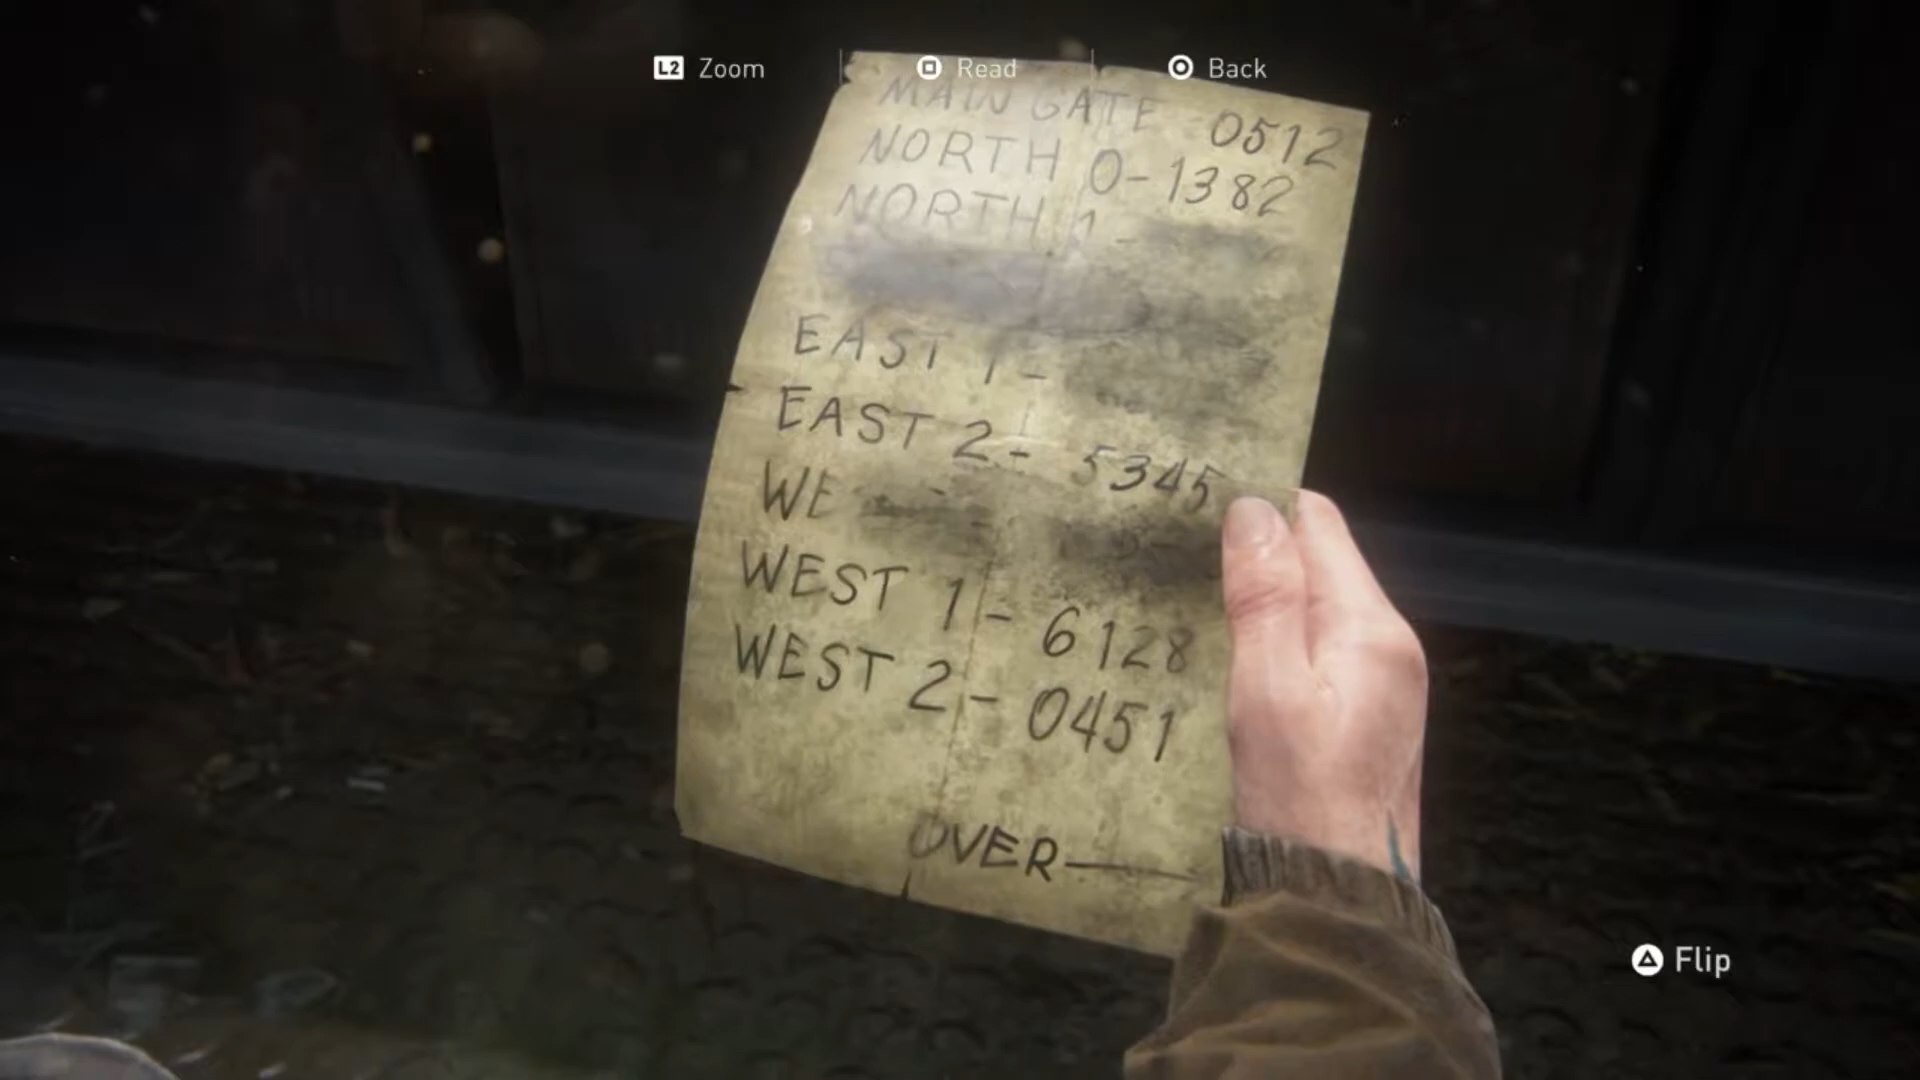 L2 Zoom
Read
Back
MAIN GATE 0512
NORTH 0-1382
NORTH 1 -
EAST 1 -
EAST 2 - 5345
WE
WEST 1 - 6128
WEST 2 - 0451
OVER—
Flip